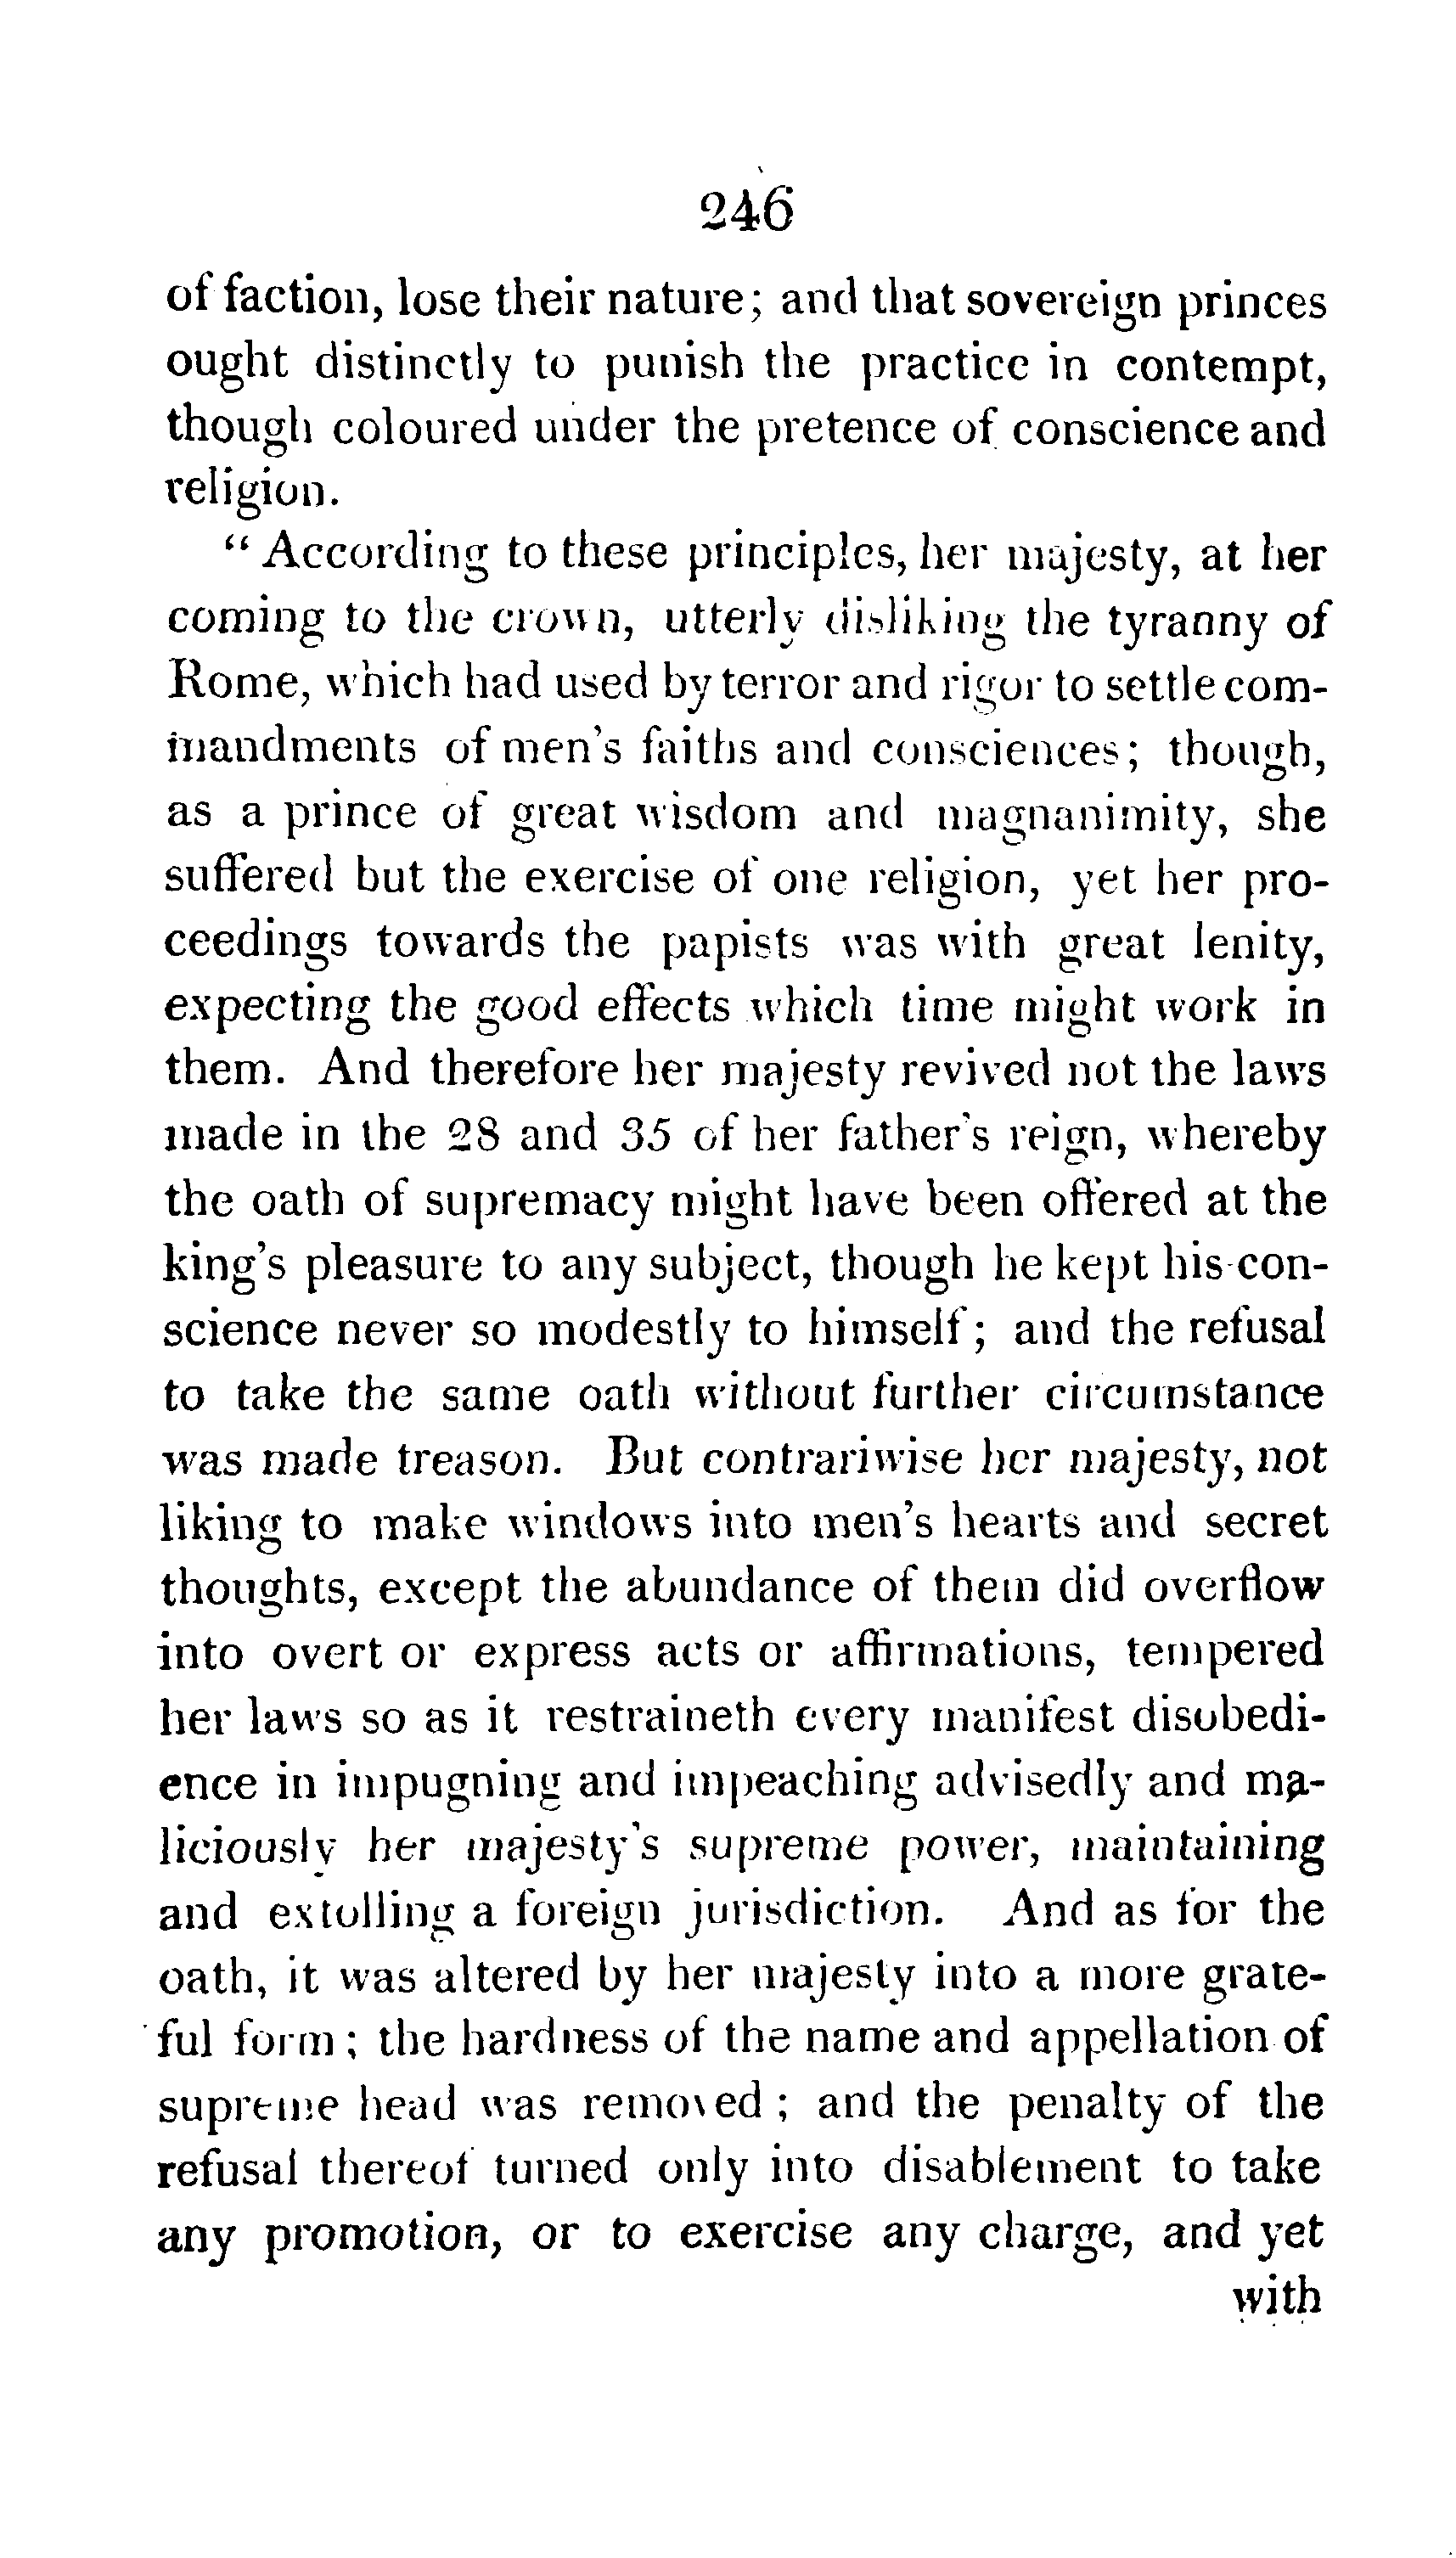 246
of faction, lose their nature; and that sovereign princes
ought distinctly to punish the practice in contempt,
though coloured under the pretence of conscience and
religion.
“ According to these principles, her majesty, at her
coming to the crown, utterly disliking the tyranny of
Rome, which had used by terror and rigor to settle com-
mandments of men's faiths and consciences; though,
as a prince of great wisdom and magnanimity, she
suffered but the exercise of one religion, yet her pro-
ceedings towards the papists was with great lenity,
expecting the good effects which time might work in
them. And therefore her majesty revived not the laws
made in the 28 and 35 of her father's reign, whereby
the oath of supremacy might have been offered at the
king's pleasure to any subject, though he kept his con-
science never so modestly to himself; and the refusal
to take the same oath without further circumstance
was made treason. But contrariwise her majesty, not
liking to make windows into men's hearts and secret
thoughts, except the abundance of them did overflow
into overt or express acts or affirmations, tempered
her laws so as it restraineth every manifest disobedi-
ence in impugning and impeaching advisedly and ma-
liciously her majesty's supreme power, maintaining
and extolling a foreign jurisdiction. And as for the
oath, it was altered by her majesty into a more grate-
ful form; the hardness of the name and appellation of
supreme head was removed; and the penalty of the
refusal thereof turned only into disablement to take
any promotion, or to exercise any charge, and yet
with